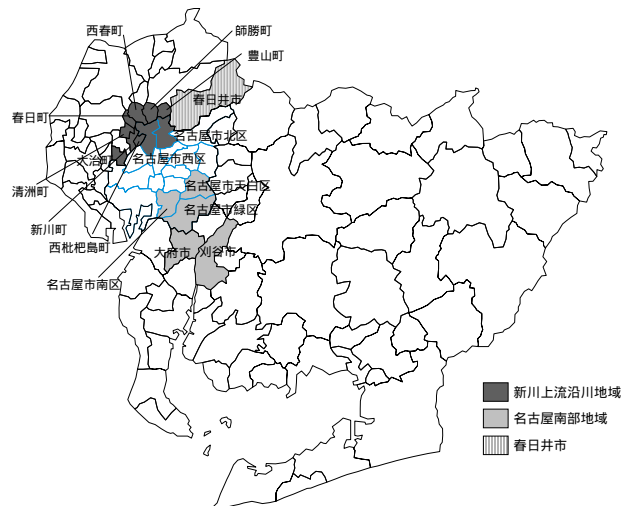 西春町
師勝町
豊山町
春日井市
春日町
名古屋市北区
大治町
名古屋市西区
清洲町
名古屋市天白区
名古屋市緑区
新川町
西枇杷島町
大府市
刈谷市
名古屋市南区
新川上流沿川地域
名古屋南部地域
春日井市